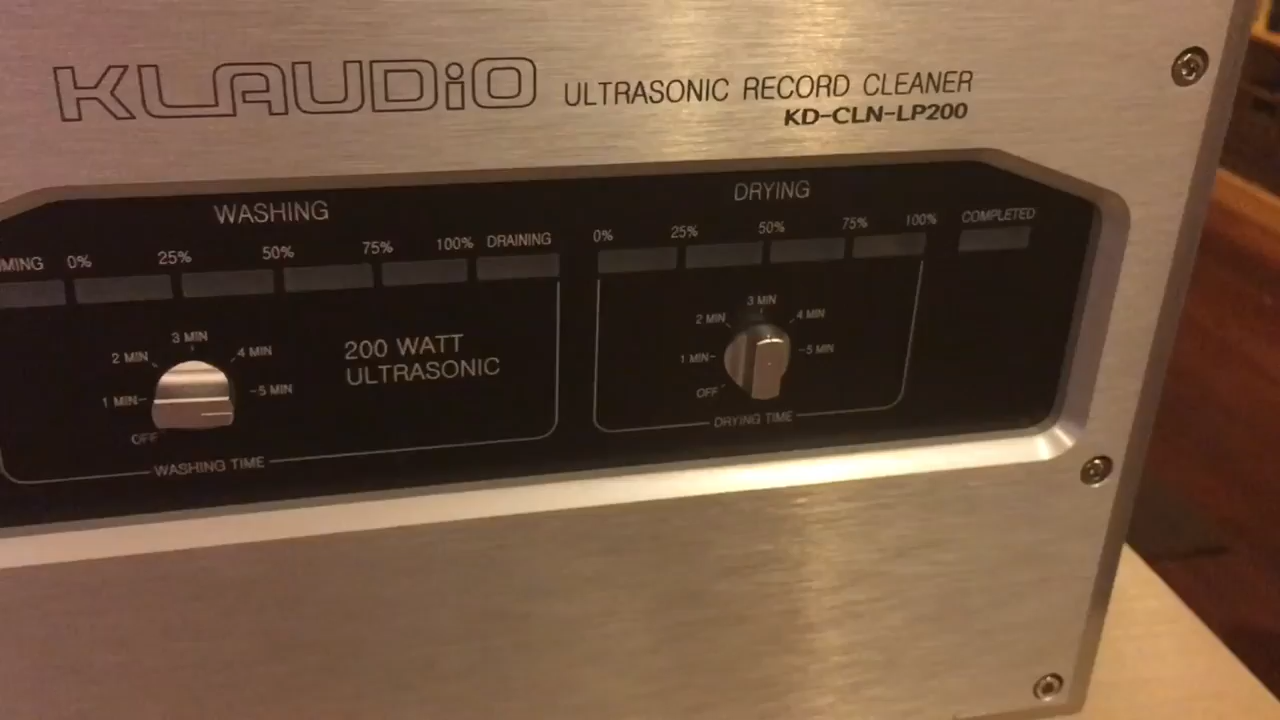 KLAUDiO ULTRASONIC RECORD CLEANER
KD-CLN-LP200
WASHING
MING 0% 25% 50% 75% 100% DRAINING
3 MIN
2 MIN 4 MIN
1 MIN 5 MIN
OFF
WASHING TIME
200 WATT
ULTRASONIC
DRYING
0% 25% 50% 75% 100% COMPLETED
3 MIN
2 MIN 4 MIN
1 MIN 5 MIN
OFF
DRYING TIME